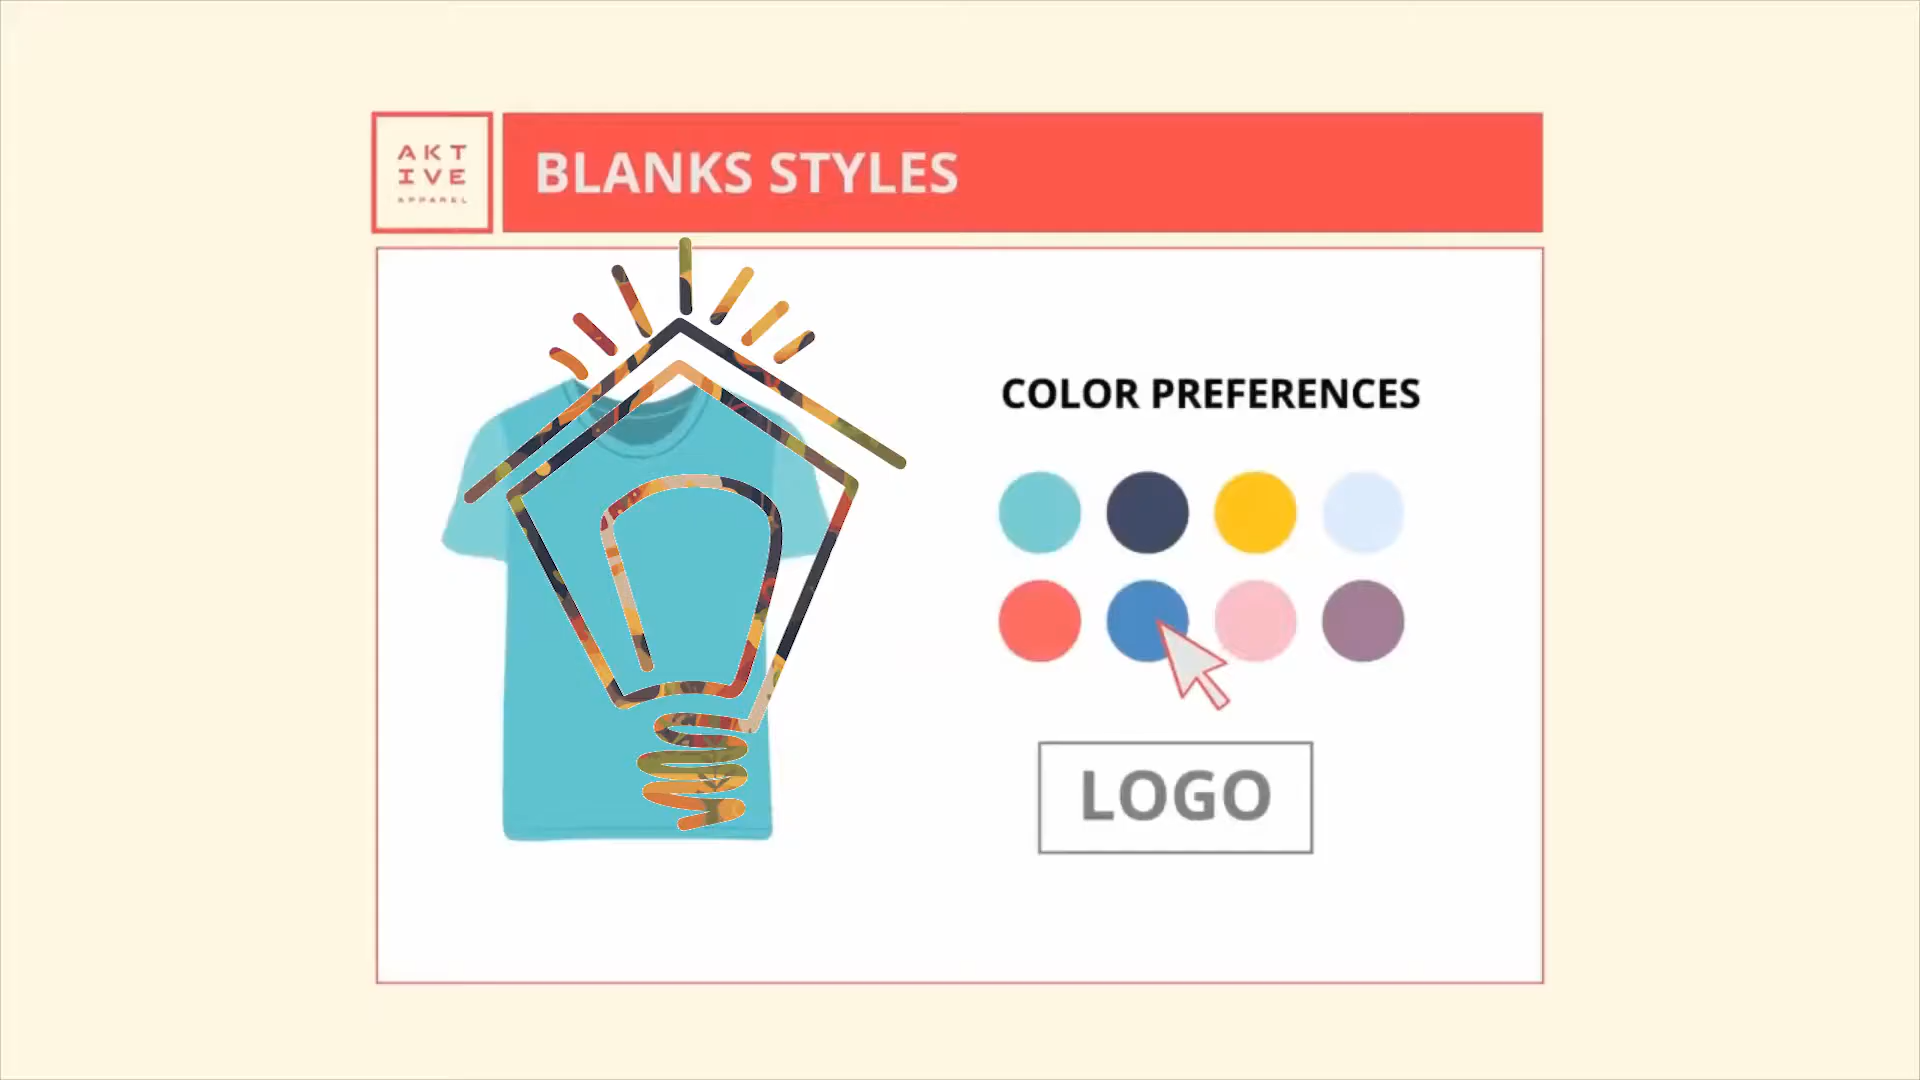 AKT
IVE
APPAREL
BLANKS STYLES
COLOR PREFERENCES
LOGO